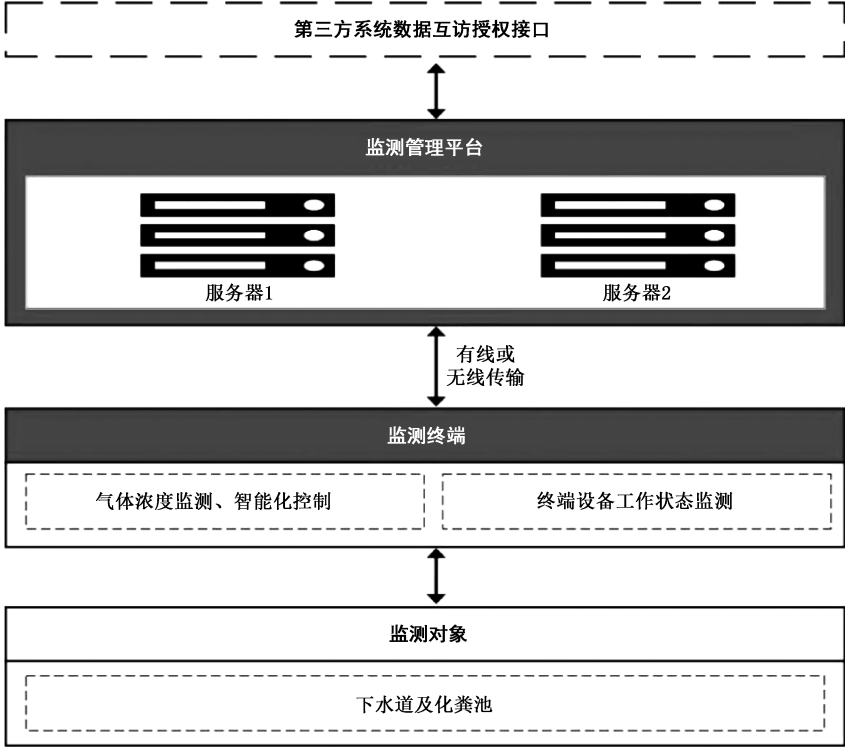 第三方系统数据互访授权接口
监测管理平台
服务器1
服务器2
有线或
无线传输
监测终端
气体浓度监测、智能化控制
终端设备工作状态监测
监测对象
下水道及化粪池